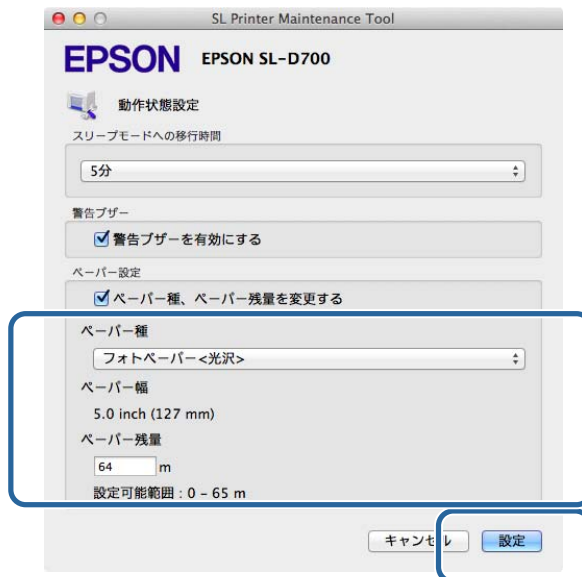 SL Printer Maintenance Tool
EPSON EPSON SL-D700
動作状態設定
スリープモードへの移行時間
5分
警告ブザー
警告ブザーを有効にする
ペーパー設定
ペーパー種、ペーパー残量を変更する
ペーパー種
フォトペーパー<光沢>
ペーパー幅
5.0 inch (127 mm)
ペーパー残量
64 m
設定可能範囲：0 – 65 m
キャンセル 設定